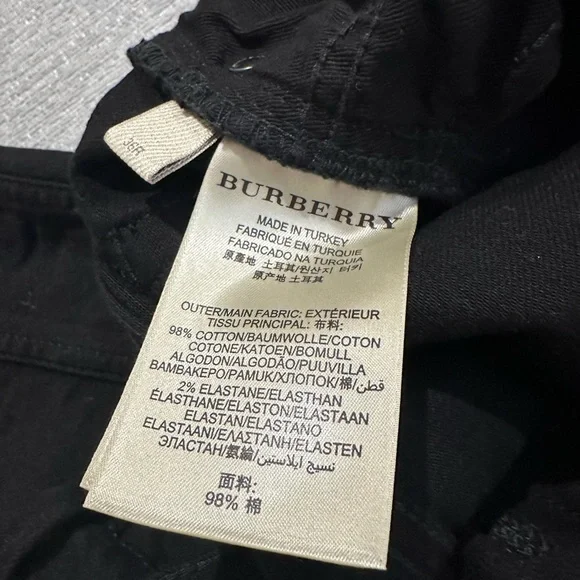 36R
BURBERRY
MADE IN TURKEY
FABRIQUÉ EN TURQUIE
FABRICADO NA TURQUIA
原產地 土耳其/원산지 터키
原产地 土耳其
OUTER/MAIN FABRIC: EXTÉRIEUR
TISSU PRINCIPAL: 布料:
98% COTTON/BAUMWOLLE/COTON
COTONE/KATOEN/BOMULL
ALGODON/ALGODÃO/PUUVILLA
ΒΑΜΒΑΚΕΡΟ/PAMUK/ХЛОПОК/棉/قطن
2% ELASTANE/ELASTHAN
ÉLASTHANE/ELASTON/ELASTAAN
ELASTAN/ELASTANO
ELASTAANI/ΕΛΑΣΤΑΝΗ/ELASTEN
ЭЛАСТАН/氨綸/نسيج ايلاستين
面料:
98% 棉